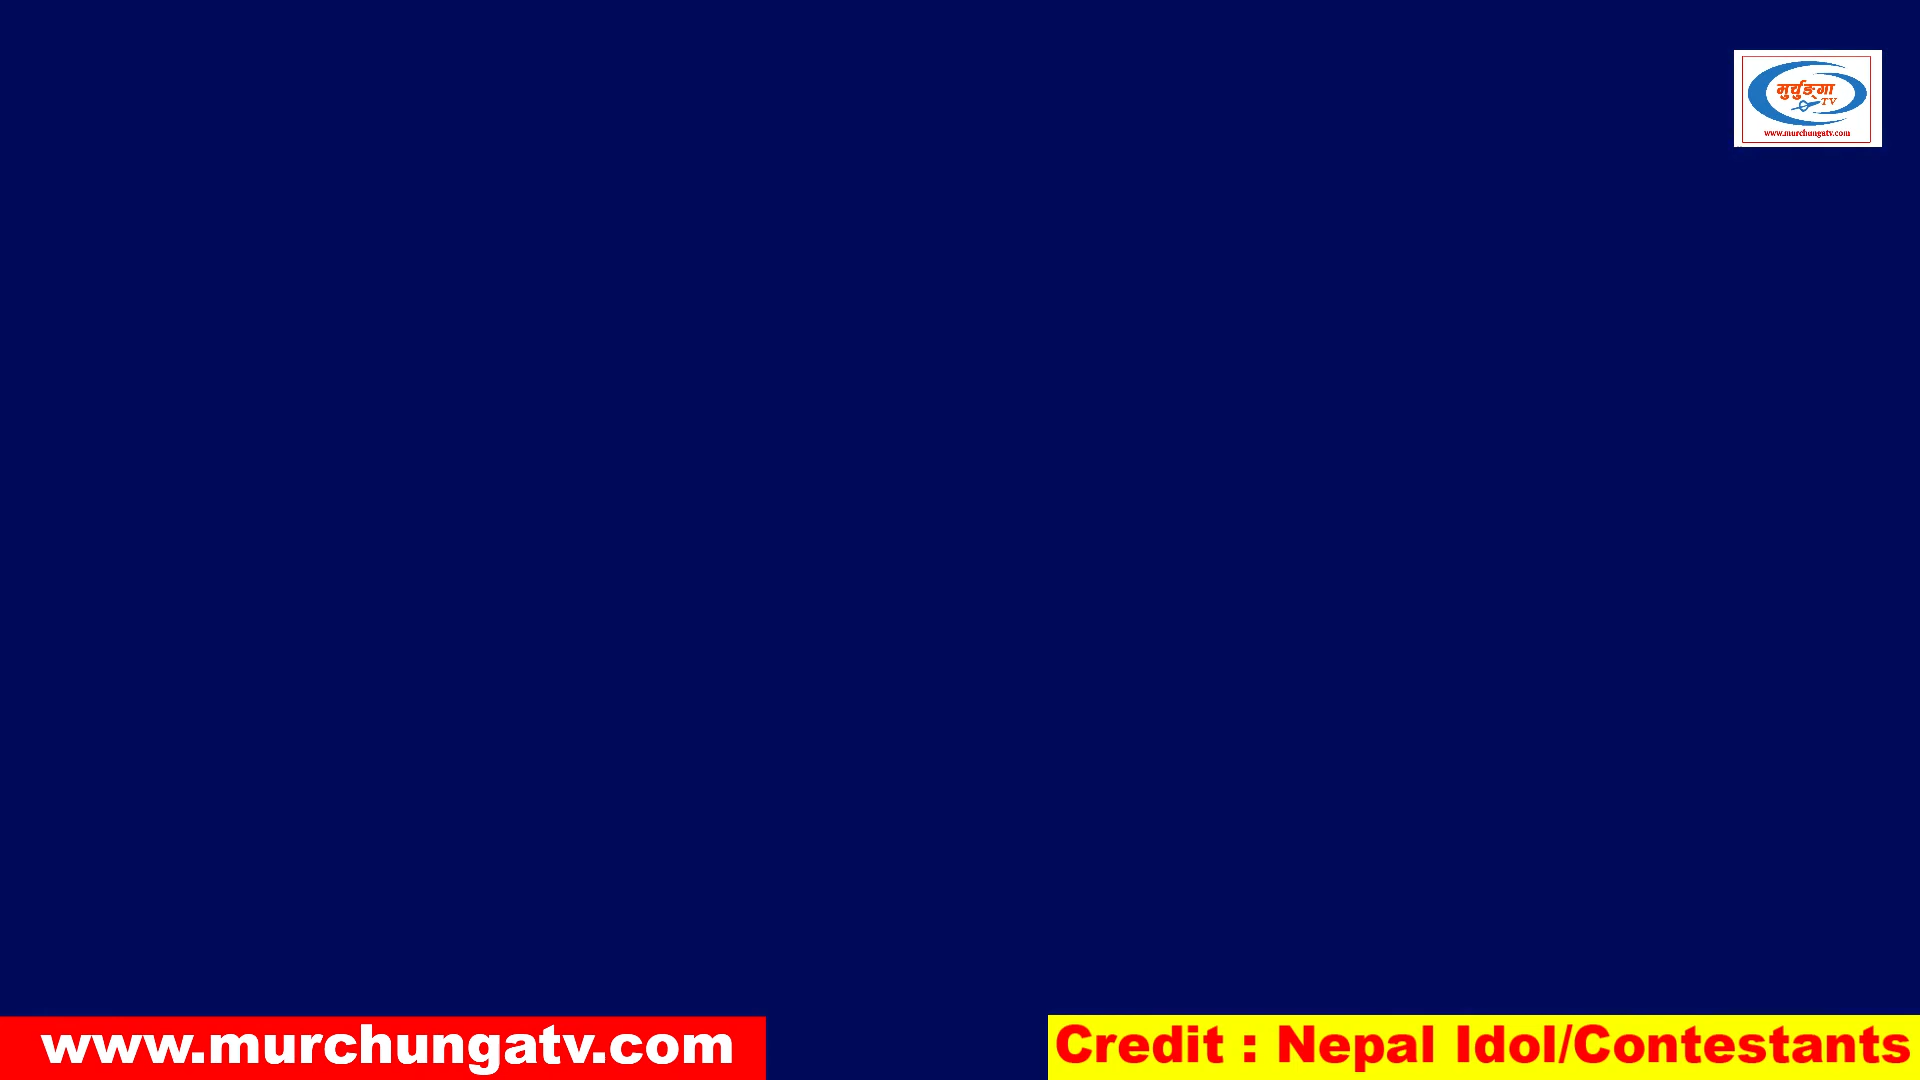 मुर्चुङ्गा
TV
www.murchungatv.com
www.murchungatv.com
Credit : Nepal Idol/Contestants